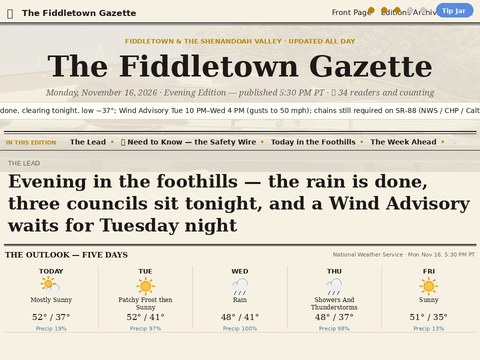 The Fiddletown Gazette
Front Page Editions Archiv
Tip Jar
FIDDLETOWN & THE SHENANDOAH VALLEY · UPDATED ALL DAY
The Fiddletown Gazette
Monday, November 16, 2026 · Evening Edition — published 5:30 PM PT · 34 readers and counting
done, clearing tonight, low ~37°; Wind Advisory Tue 10 PM–Wed 4 PM (gusts to 50 mph); chains still required on SR-88 (NWS / CHP / Calt
IN THIS EDITION The Lead • Need to Know — the Safety Wire • Today in the Foothills • The Week Ahead •
THE LEAD
Evening in the foothills — the rain is done,
three councils sit tonight, and a Wind Advisory
waits for Tuesday night
THE OUTLOOK — FIVE DAYS
National Weather Service · Mon Nov 16, 5:30 PM PT
TODAY TUE WED THU FRI
Mostly Sunny Patchy Frost then Sunny Rain Showers And Thunderstorms Sunny
52° / 37° 52° / 41° 48° / 41° 48° / 37° 51° / 35°
Precip 19% Precip 97% Precip 100% Precip 98% Precip 13%